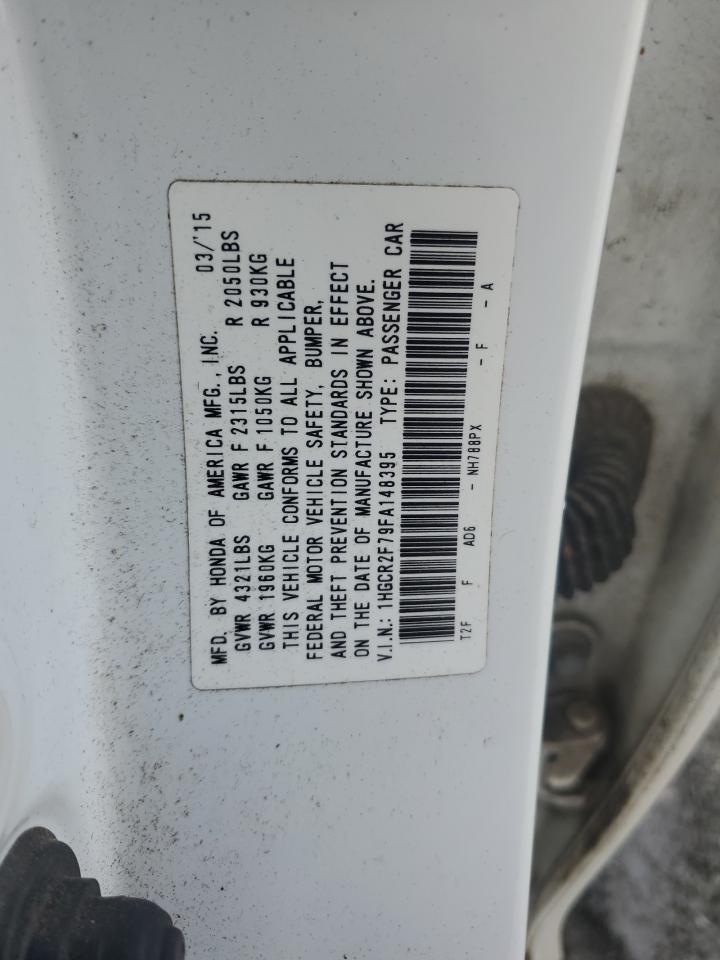 MFD. BY HONDA OF AMERICA MFG., INC. 03/'15
GVWR 4321LBS GAWR F 2315LBS R 2050LBS
GVWR 1960KG GAWR F 1050KG R 930KG
THIS VEHICLE CONFORMS TO ALL APPLICABLE
FEDERAL MOTOR VEHICLE SAFETY, BUMPER,
AND THEFT PREVENTION STANDARDS IN EFFECT
ON THE DATE OF MANUFACTURE SHOWN ABOVE.
V.I.N.: 1HGCR2F79FA148395 TYPE: PASSENGER CAR
T2F F AD6 - NH788PX - F - A